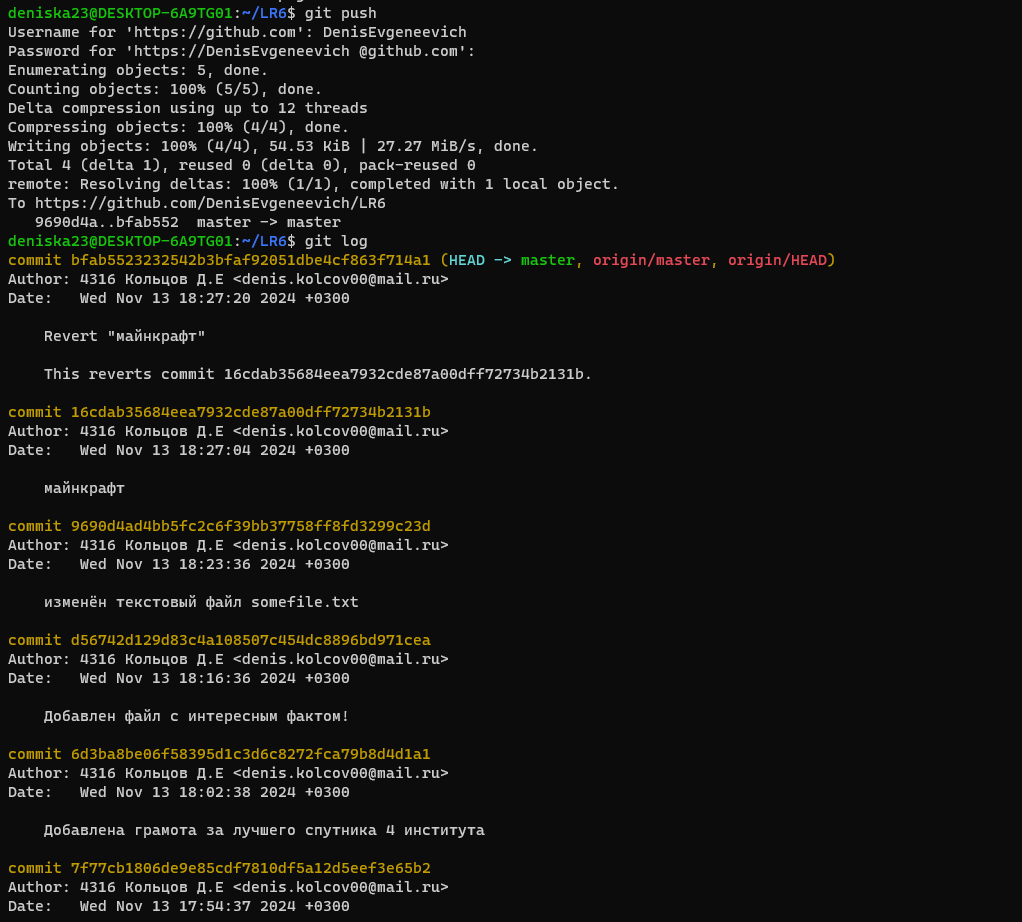 deniska23@DESKTOP-6A9TG01:~/LR6$ git push
Username for 'https://github.com': DenisEvgeneevich
Password for 'https://DenisEvgeneevich @github.com':
Enumerating objects: 5, done.
Counting objects: 100% (5/5), done.
Delta compression using up to 12 threads
Compressing objects: 100% (4/4), done.
Writing objects: 100% (4/4), 54.53 KiB | 27.27 MiB/s, done.
Total 4 (delta 1), reused 0 (delta 0), pack-reused 0
remote: Resolving deltas: 100% (1/1), completed with 1 local object.
To https://github.com/DenisEvgeneevich/LR6
   9690d4a..bfab552  master -> master
deniska23@DESKTOP-6A9TG01:~/LR6$ git log
commit bfab5523232542b3bfaf92051dbe4cf863f714a1 (HEAD -> master, origin/master, origin/HEAD)
Author: 4316 Кольцов Д.Е <denis.kolcov00@mail.ru>
Date:   Wed Nov 13 18:27:20 2024 +0300
    Revert "майнкрафт"
    This reverts commit 16cdab35684eea7932cde87a00dff72734b2131b.
commit 16cdab35684eea7932cde87a00dff72734b2131b
Author: 4316 Кольцов Д.Е <denis.kolcov00@mail.ru>
Date:   Wed Nov 13 18:27:04 2024 +0300
    майнкрафт
commit 9690d4ad4bb5fc2c6f39bb37758ff8fd3299c23d
Author: 4316 Кольцов Д.Е <denis.kolcov00@mail.ru>
Date:   Wed Nov 13 18:23:36 2024 +0300
    изменён текстовый файл somefile.txt
commit d56742d129d83c4a108507c454dc8896bd971cea
Author: 4316 Кольцов Д.Е <denis.kolcov00@mail.ru>
Date:   Wed Nov 13 18:16:36 2024 +0300
    Добавлен файл с интересным фактом!
commit 6d3ba8be06f58395d1c3d6c8272fca79b8d4d1a1
Author: 4316 Кольцов Д.Е <denis.kolcov00@mail.ru>
Date:   Wed Nov 13 18:02:38 2024 +0300
    Добавлена грамота за лучшего спутника 4 института
commit 7f77cb1806de9e85cdf7810df5a12d5eef3e65b2
Author: 4316 Кольцов Д.Е <denis.kolcov00@mail.ru>
Date:   Wed Nov 13 17:54:37 2024 +0300